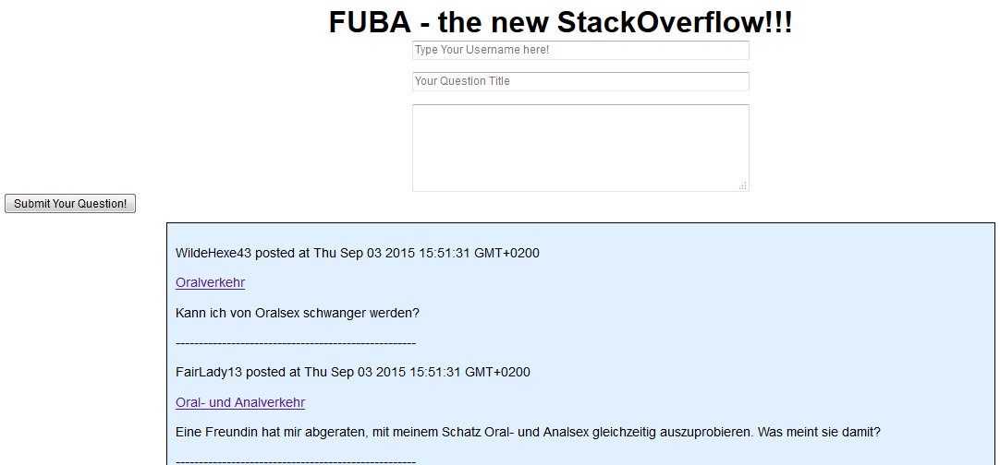 FUBA - the new StackOverflow!!!
Type Your Username here!
Your Question Title
Submit Your Question!
WildeHexe43 posted at Thu Sep 03 2015 15:51:31 GMT+0200
Oralverkehr
Kann ich von Oralsex schwanger werden?
----------------------------------------------------
FairLady13 posted at Thu Sep 03 2015 15:51:31 GMT+0200
Oral- und Analverkehr
Eine Freundin hat mir abgeraten, mit meinem Schatz Oral- und Analsex gleichzeitig auszuprobieren. Was meint sie damit?
----------------------------------------------------